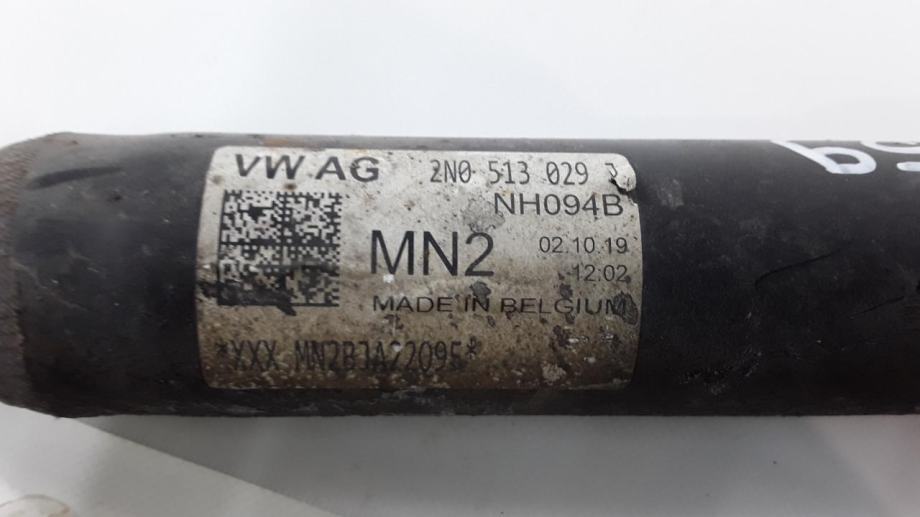 VW AG 2N0 513 029
NH094B
MN2 02.10.19
12:02
MADE IN BELGIUM